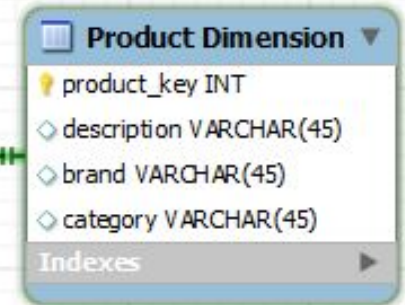 Product Dimension
product_key INT
description VARCHAR(45)
brand VARCHAR(45)
category VARCHAR(45)
Indexes